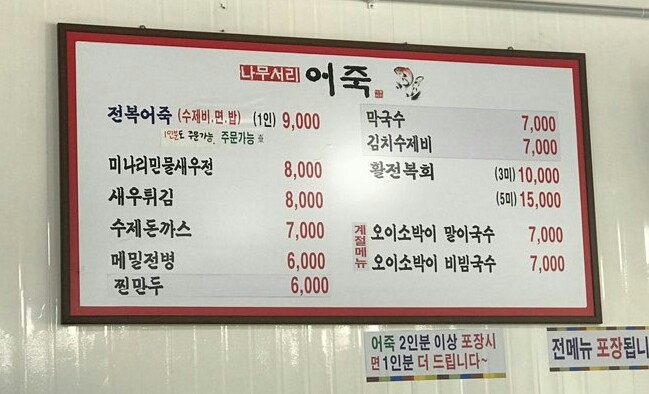 나무서리 어죽
전복어죽 (수제비.면.밥) (1인) 9,000
1인분도 주문가능. 주문가능 ※
미나리민물새우전 8,000
새우튀김 8,000
수제돈까스 7,000
메밀전병 6,000
찐만두 6,000
막국수 7,000
김치수제비 7,000
활전복회 (3미) 10,000
(5미) 15,000
계절메뉴
오이소박이 말이국수 7,000
오이소박이 비빔국수 7,000
어죽 2인분 이상 포장시
면 1인분 더 드립니다~
전메뉴 포장됩니